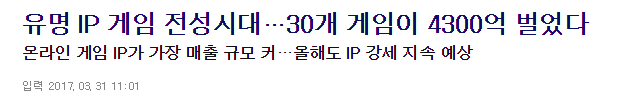 유명 IP 게임 전성시대…30개 게임이 4300억 벌었다
온라인 게임 IP가 가장 매출 규모 커…올해도 IP 강세 지속 예상
입력 2017. 03. 31 11:01